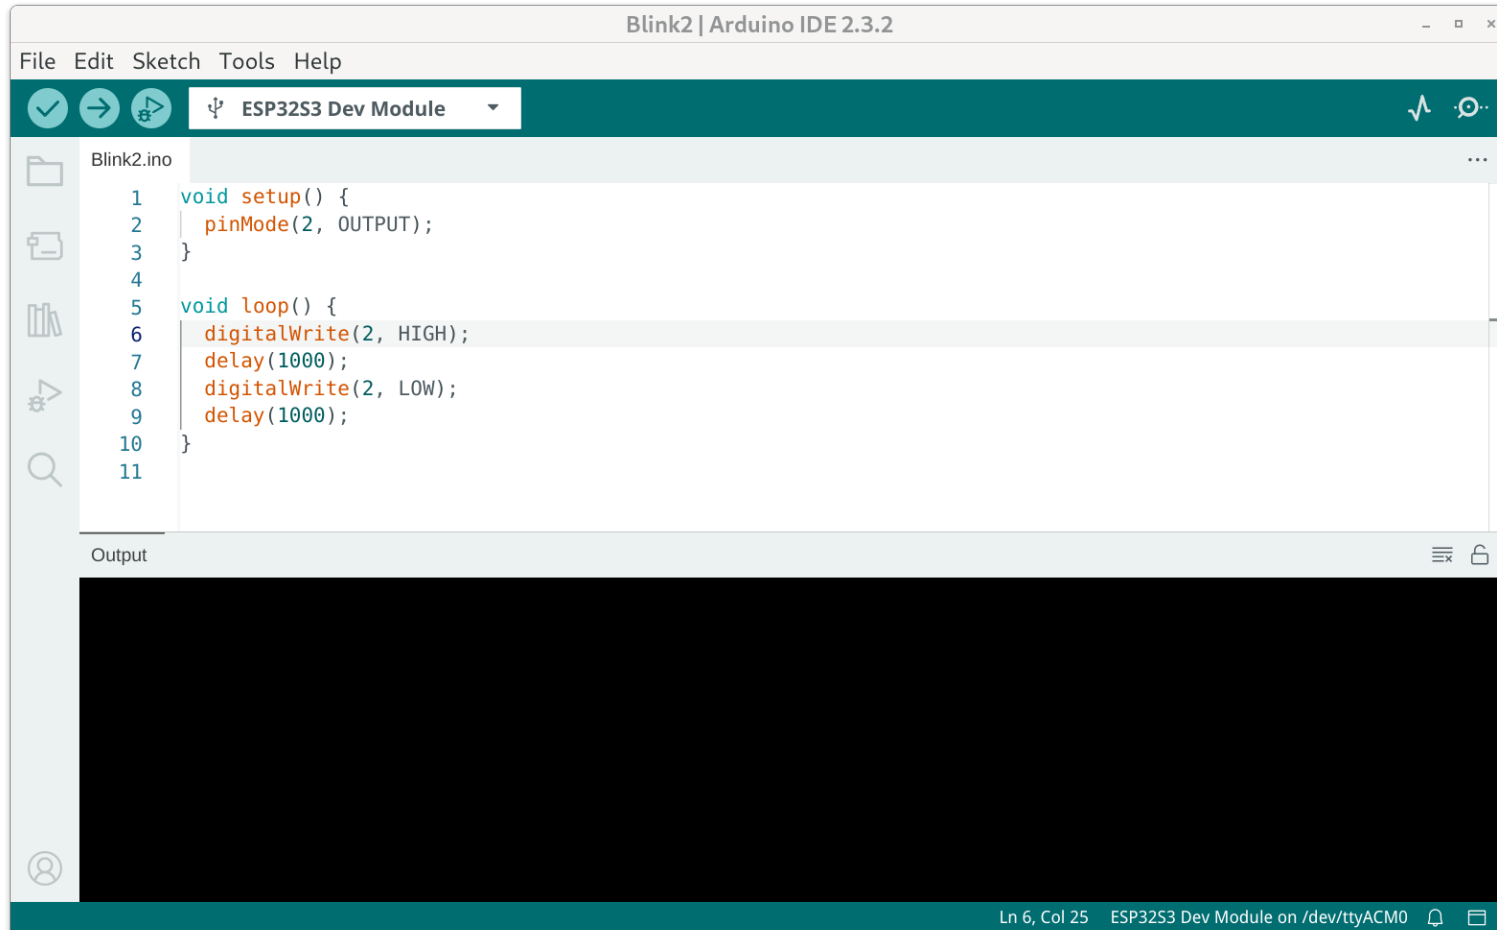 Blink2 | Arduino IDE 2.3.2
File Edit Sketch Tools Help
ESP32S3 Dev Module
Blink2.ino
1 void setup() {
2   pinMode(2, OUTPUT);
3 }
4
5 void loop() {
6   digitalWrite(2, HIGH);
7   delay(1000);
8   digitalWrite(2, LOW);
9   delay(1000);
10 }
11
Output
Ln 6, Col 25 ESP32S3 Dev Module on /dev/ttyACM0